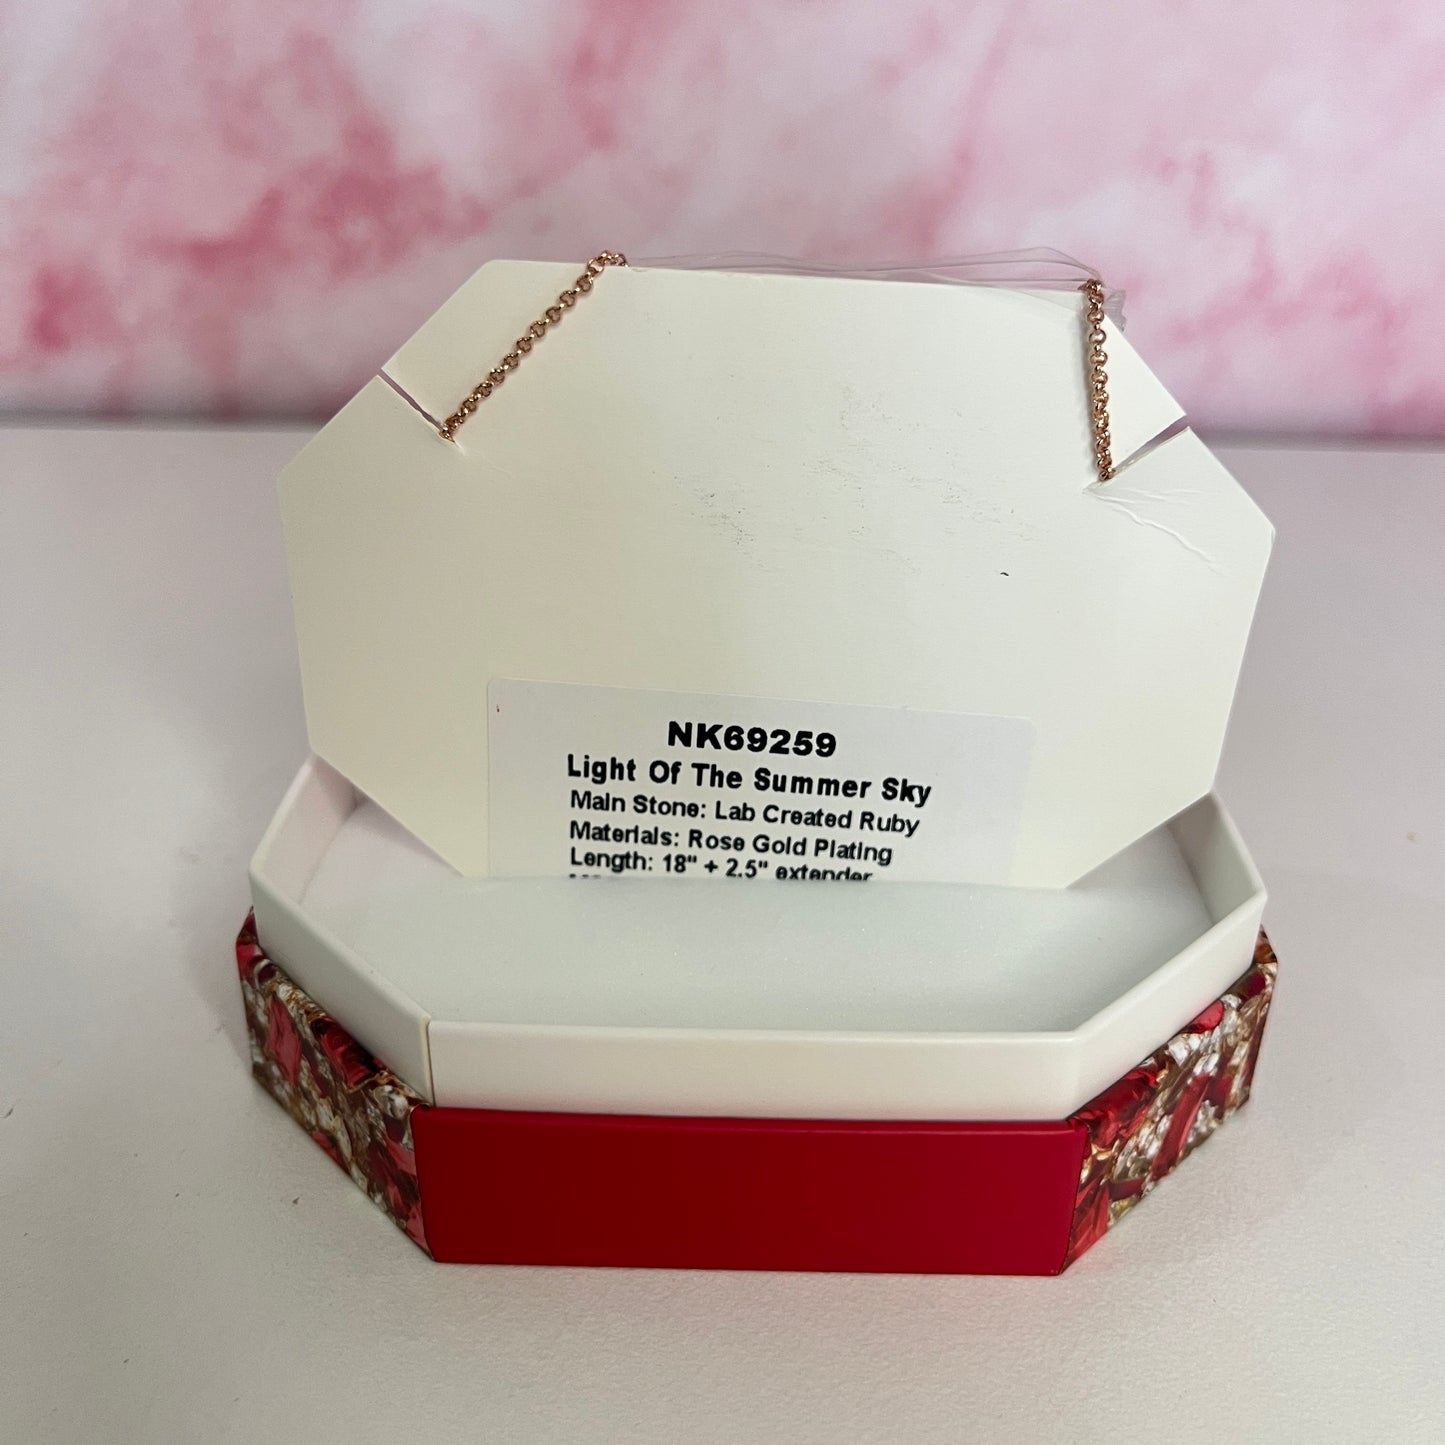 NK69259
Light Of The Summer Sky
Main Stone: Lab Created Ruby
Materials: Rose Gold Plating
Length: 18" + 2.5" extender